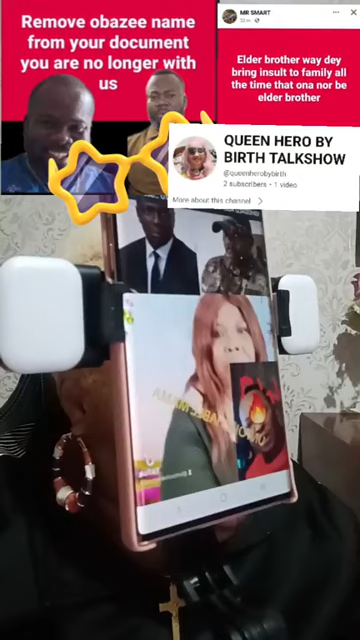 Remove obazee name
from your document
you are no longer with
us
MR SMART
Elder brother way dey
bring insult to family all
the time that ona nor be
elder brother
QUEEN HERO BY
BIRTH TALKSHOW
@queenherobybirth
2 subscribers • 1 video
More about this channel